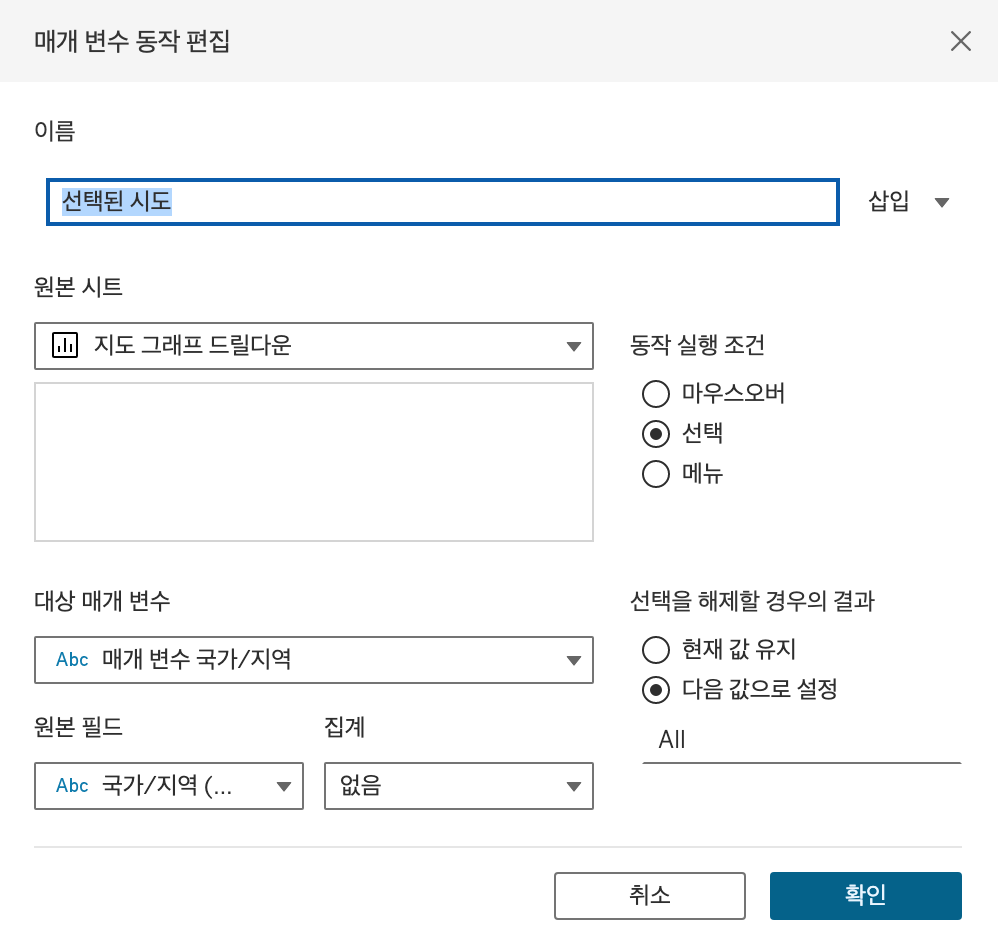 매개 변수 동작 편집
이름
선택된 시도
삽입
원본 시트
지도 그래프 드릴다운
동작 실행 조건
마우스오버
선택
메뉴
대상 매개 변수
Abc 매개 변수 국가/지역
선택을 해제할 경우의 결과
현재 값 유지
다음 값으로 설정
All
원본 필드
집계
Abc 국가/지역 (...
없음
취소
확인